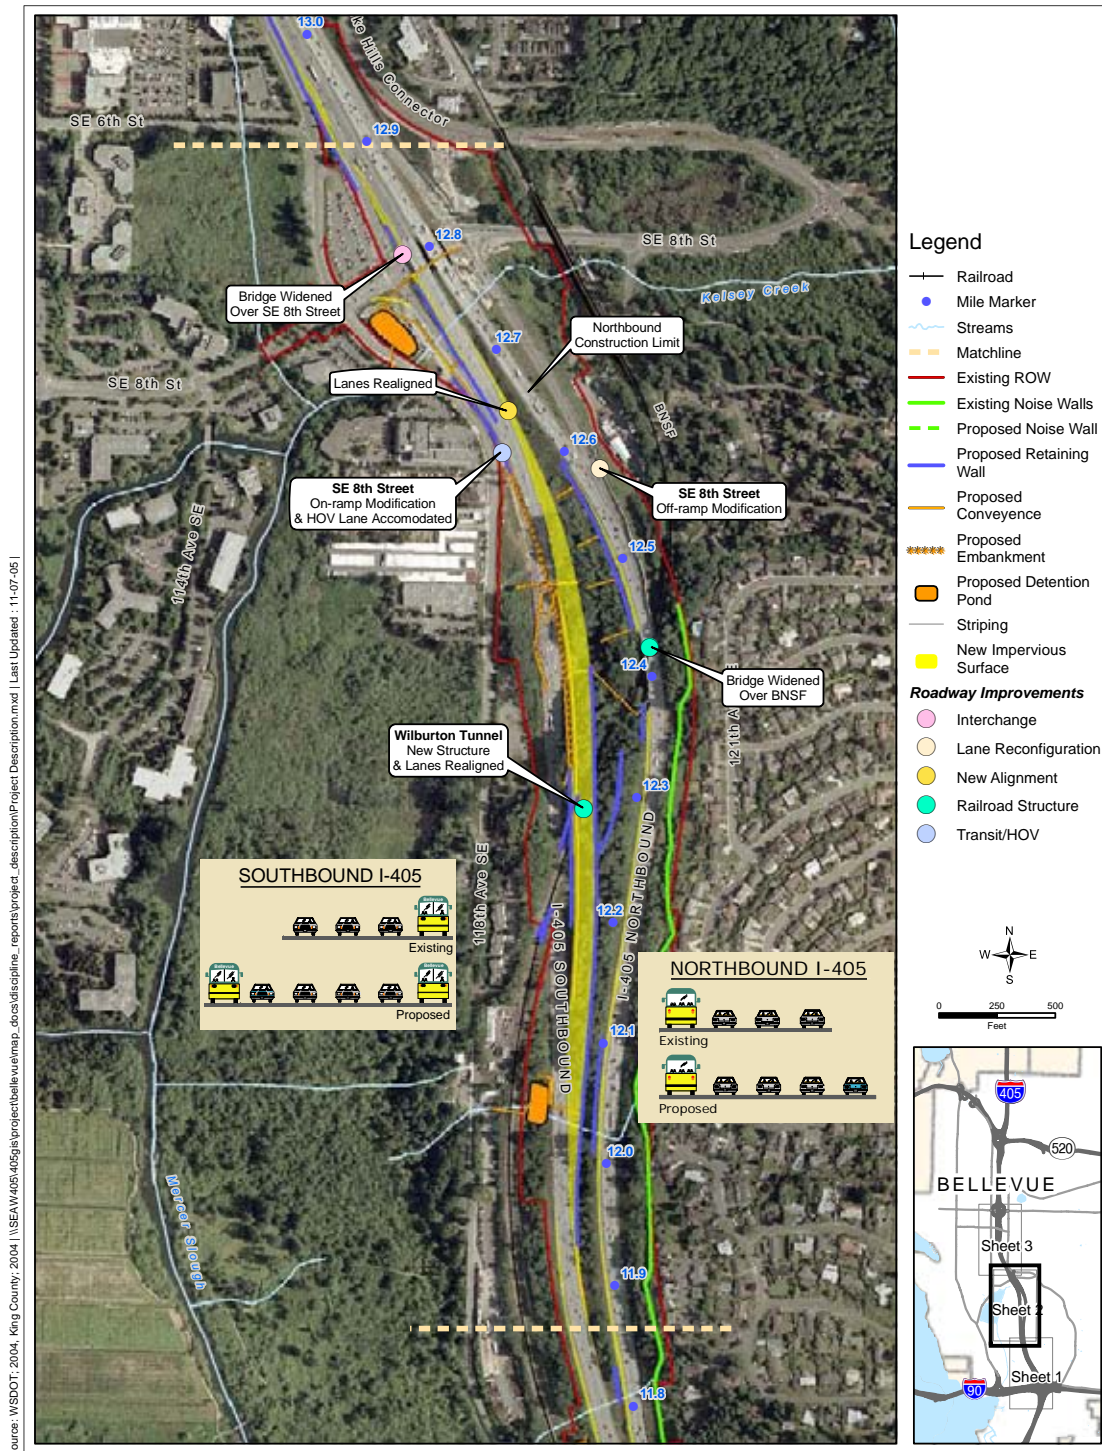 13.0
ke Hills Connector
SE 6th St
12.9
12.8
SE 8th St
Kelsey Creek
Bridge Widened
Over SE 8th Street
Northbound
Construction Limit
12.7
SE 8th St
Lanes Realigned
BNSF
12.6
SE 8th Street
On-ramp Modification
& HOV Lane Accomodated
SE 8th Street
Off-ramp Modification
12.5
114th Ave SE
12.4
Bridge Widened
Over BNSF
121th A E
Wilburton Tunnel
New Structure
& Lanes Realigned
12.3
118th Ave SE
12.2
I-405 SOUTHBOUND
I-405 NORTHBOUND
SOUTHBOUND I-405
Bellevue
Existing
Bellevue
Bellevue
Proposed
NORTHBOUND I-405
Existing
Proposed
12.1
12.0
Mercer Slough
11.9
11.8
Legend
Railroad
Mile Marker
Streams
Matchline
Existing ROW
Existing Noise Walls
Proposed Noise Wall
Proposed Retaining
Wall
Proposed
Conveyence
Proposed
Embankment
Proposed Detention
Pond
Striping
New Impervious
Surface
Roadway Improvements
Interchange
Lane Reconfiguration
New Alignment
Railroad Structure
Transit/HOV
N
W E
S
0 250 500
Feet
405
520
BELLEVUE
Sheet 3
Sheet 2
Sheet 1
90
ource: WSDOT; 2004, King County; 2004 | \\SEAW405\405gis\project\bellevue\map_docs\discipline_reports\project_description\Project Description.mxd | Last Updated : 11-07-05 |